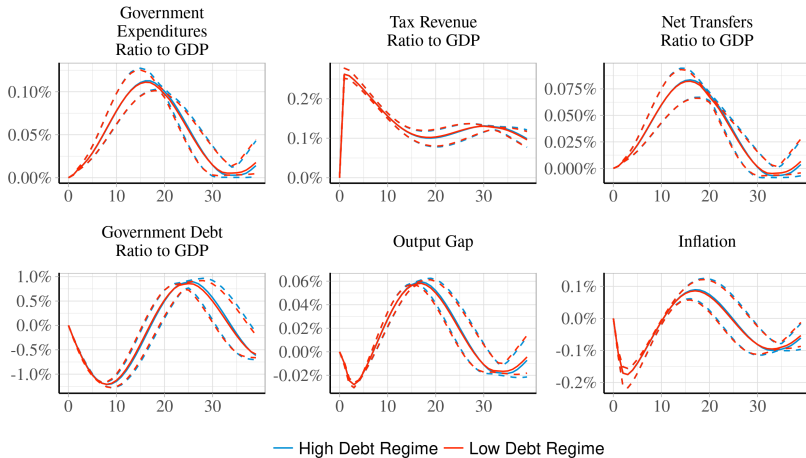 Government
Expenditures
Ratio to GDP
0.10%
0.05%
0.00%
0 10 20 30
Tax Revenue
Ratio to GDP
0.2%
0.1%
0.0%
0 10 20 30
Net Transfers
Ratio to GDP
0.075%
0.050%
0.025%
0.000%
0 10 20 30
Government Debt
Ratio to GDP
1.0%
0.5%
0.0%
-0.5%
-1.0%
0 10 20 30
Output Gap
0.06%
0.04%
0.02%
0.00%
-0.02%
0 10 20 30
Inflation
0.1%
0.0%
-0.1%
-0.2%
0 10 20 30
High Debt Regime Low Debt Regime